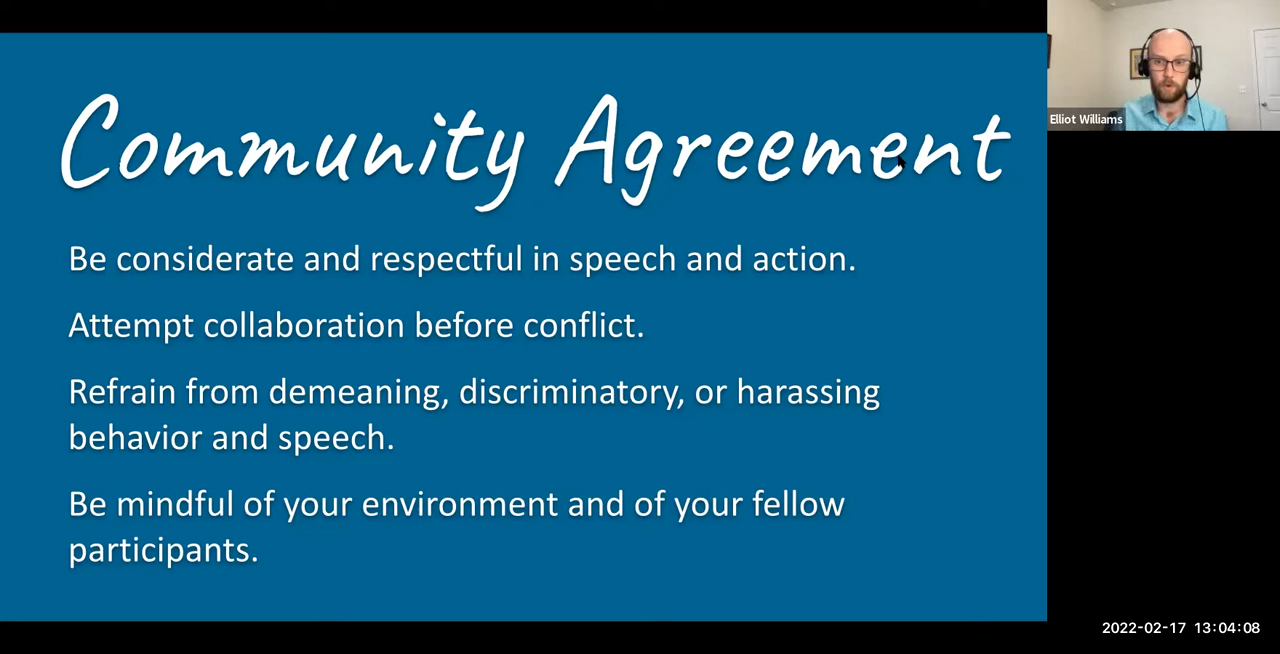 Community Agreement
Elliot Williams
Be considerate and respectful in speech and action.
Attempt collaboration before conflict.
Refrain from demeaning, discriminatory, or harassing
behavior and speech.
Be mindful of your environment and of your fellow
participants.
2022-02-17 13:04:08